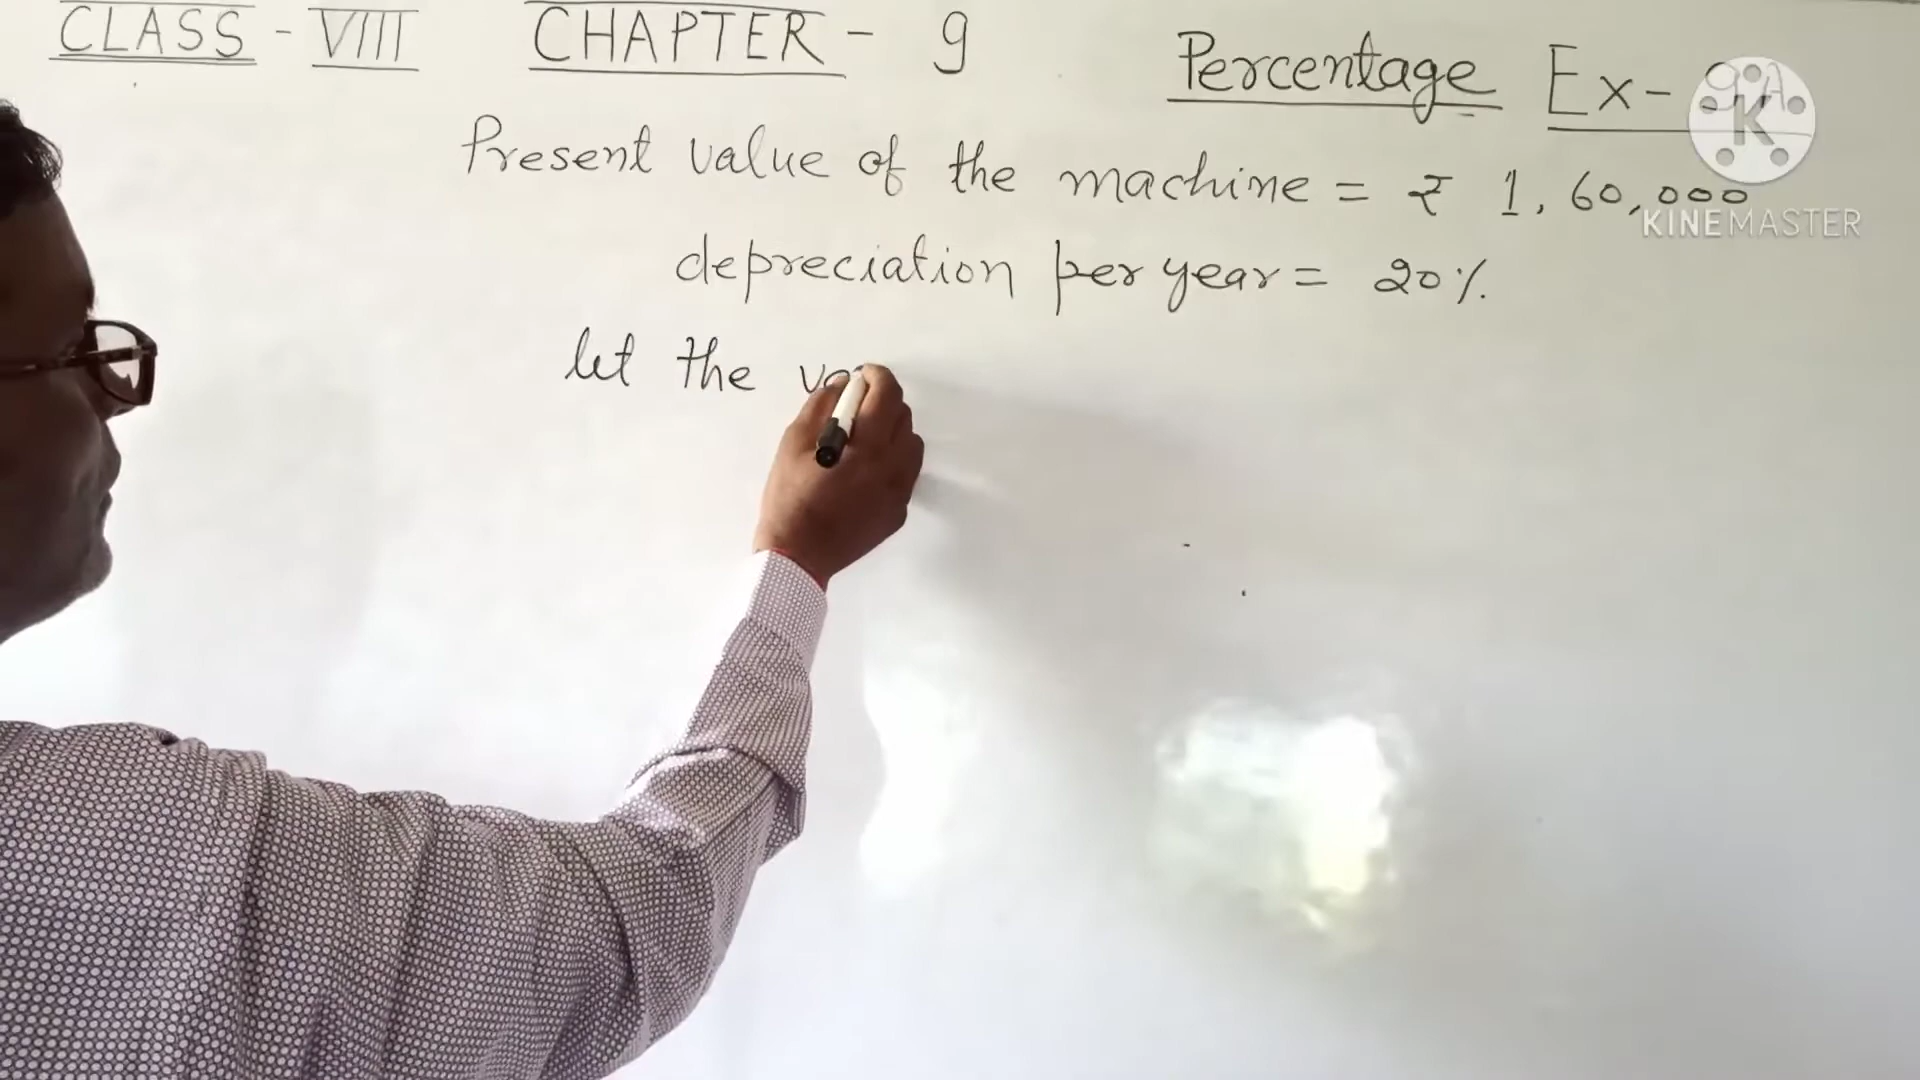 CLASS - VIII CHAPTER - 9 Percentage Ex-
Present value of the machine = ₹ 1,60,000
KINEMASTER
depreciation per year = 20%.
let the